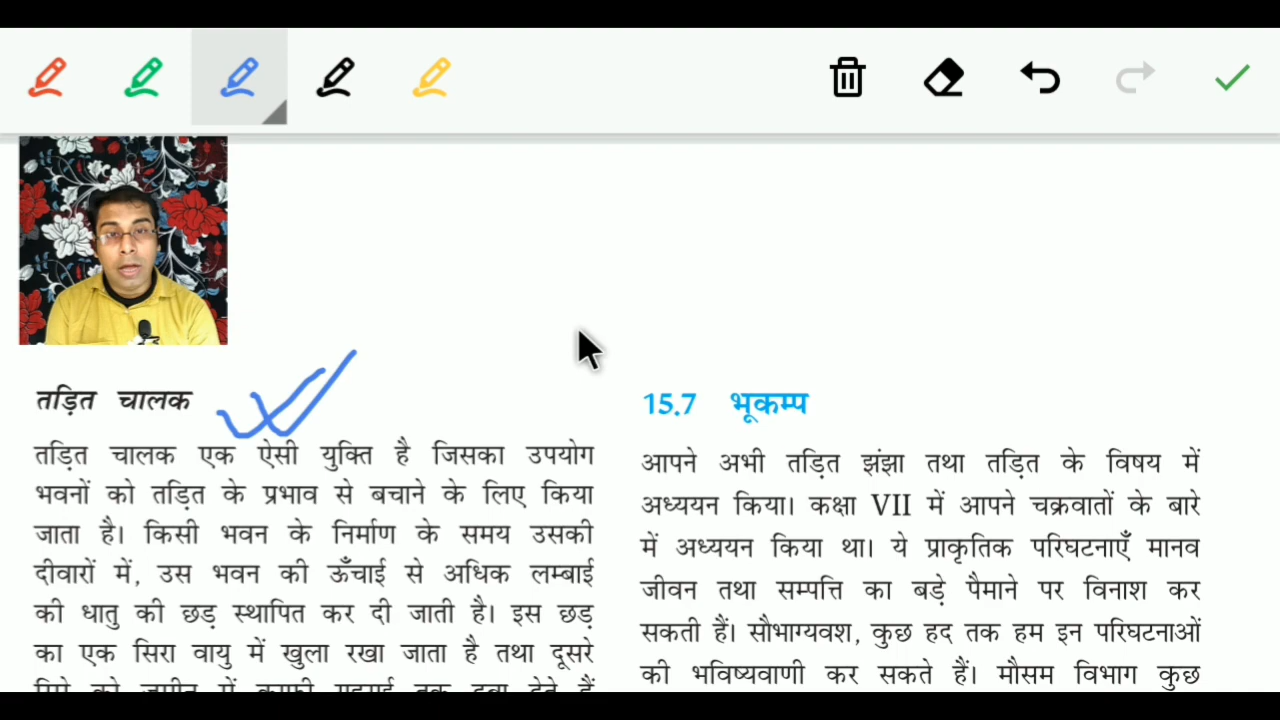 तड़ित चालक
तड़ित चालक एक ऐसी युक्ति है जिसका उपयोग
भवनों को तड़ित के प्रभाव से बचाने के लिए किया
जाता है। किसी भवन के निर्माण के समय उसकी
दीवारों में, उस भवन की ऊँचाई से अधिक लम्बाई
की धातु की छड़ स्थापित कर दी जाती है। इस छड़
का एक सिरा वायु में खुला रखा जाता है तथा दूसरे
15.7 भूकम्प
आपने अभी तड़ित झंझा तथा तड़ित के विषय में
अध्ययन किया। कक्षा VII में आपने चक्रवातों के बारे
में अध्ययन किया था। ये प्राकृतिक परिघटनाएँ मानव
जीवन तथा सम्पत्ति का बड़े पैमाने पर विनाश कर
सकती हैं। सौभाग्यवश, कुछ हद तक हम इन परिघटनाओं
की भविष्यवाणी कर सकते हैं। मौसम विभाग कुछ